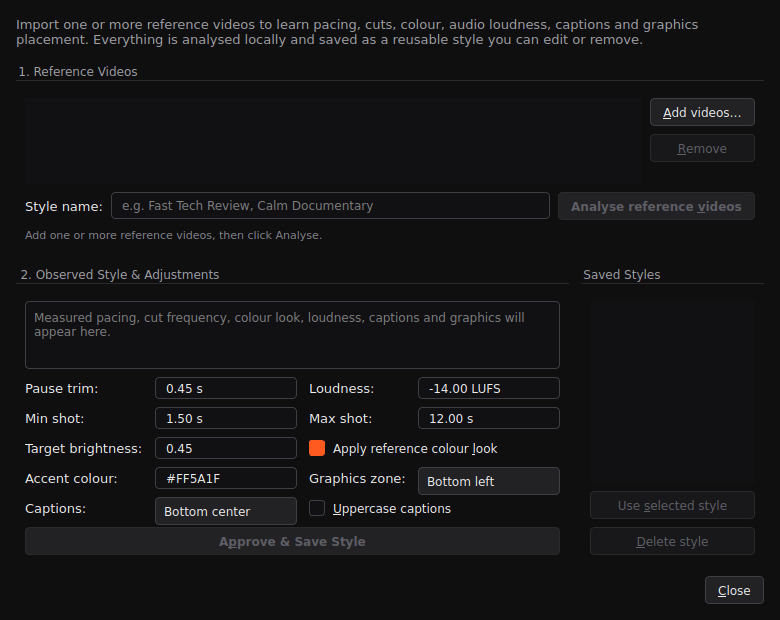 Import one or more reference videos to learn pacing, cuts, colour, audio loudness, captions and graphics
placement. Everything is analysed locally and saved as a reusable style you can edit or remove.
1. Reference Videos
Add videos...
Remove
Style name:
e.g. Fast Tech Review, Calm Documentary
Analyse reference videos
Add one or more reference videos, then click Analyse.
2. Observed Style & Adjustments
Saved Styles
Measured pacing, cut frequency, colour look, loudness, captions and graphics will
appear here.
Pause trim:
0.45 s
Loudness:
-14.00 LUFS
Min shot:
1.50 s
Max shot:
12.00 s
Target brightness:
0.45
Apply reference colour look
Accent colour:
#FF5A1F
Graphics zone:
Bottom left
Captions:
Bottom center
Uppercase captions
Use selected style
Approve & Save Style
Delete style
Close